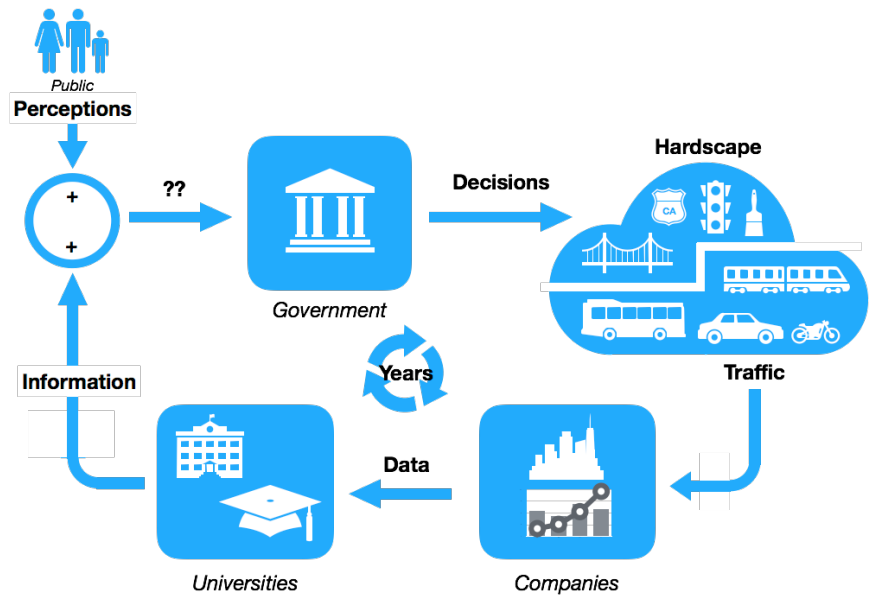 Public
Perceptions
+
+
??
Government
Decisions
Hardscape
CA
Traffic
Years
Information
Data
Universities
Companies